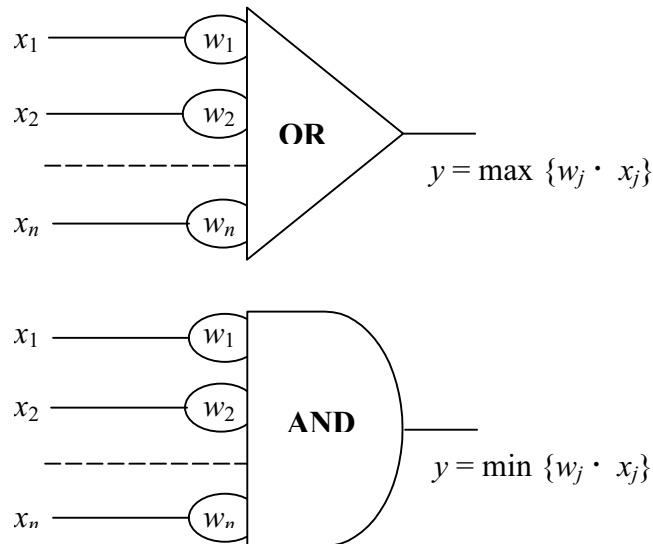 x₁ w₁
x₂ w₂
OR
y = max {wⱼ · xⱼ}
xₙ wₙ
x₁ w₁
x₂ w₂
AND
y = min {wⱼ · xⱼ}
xₙ wₙ